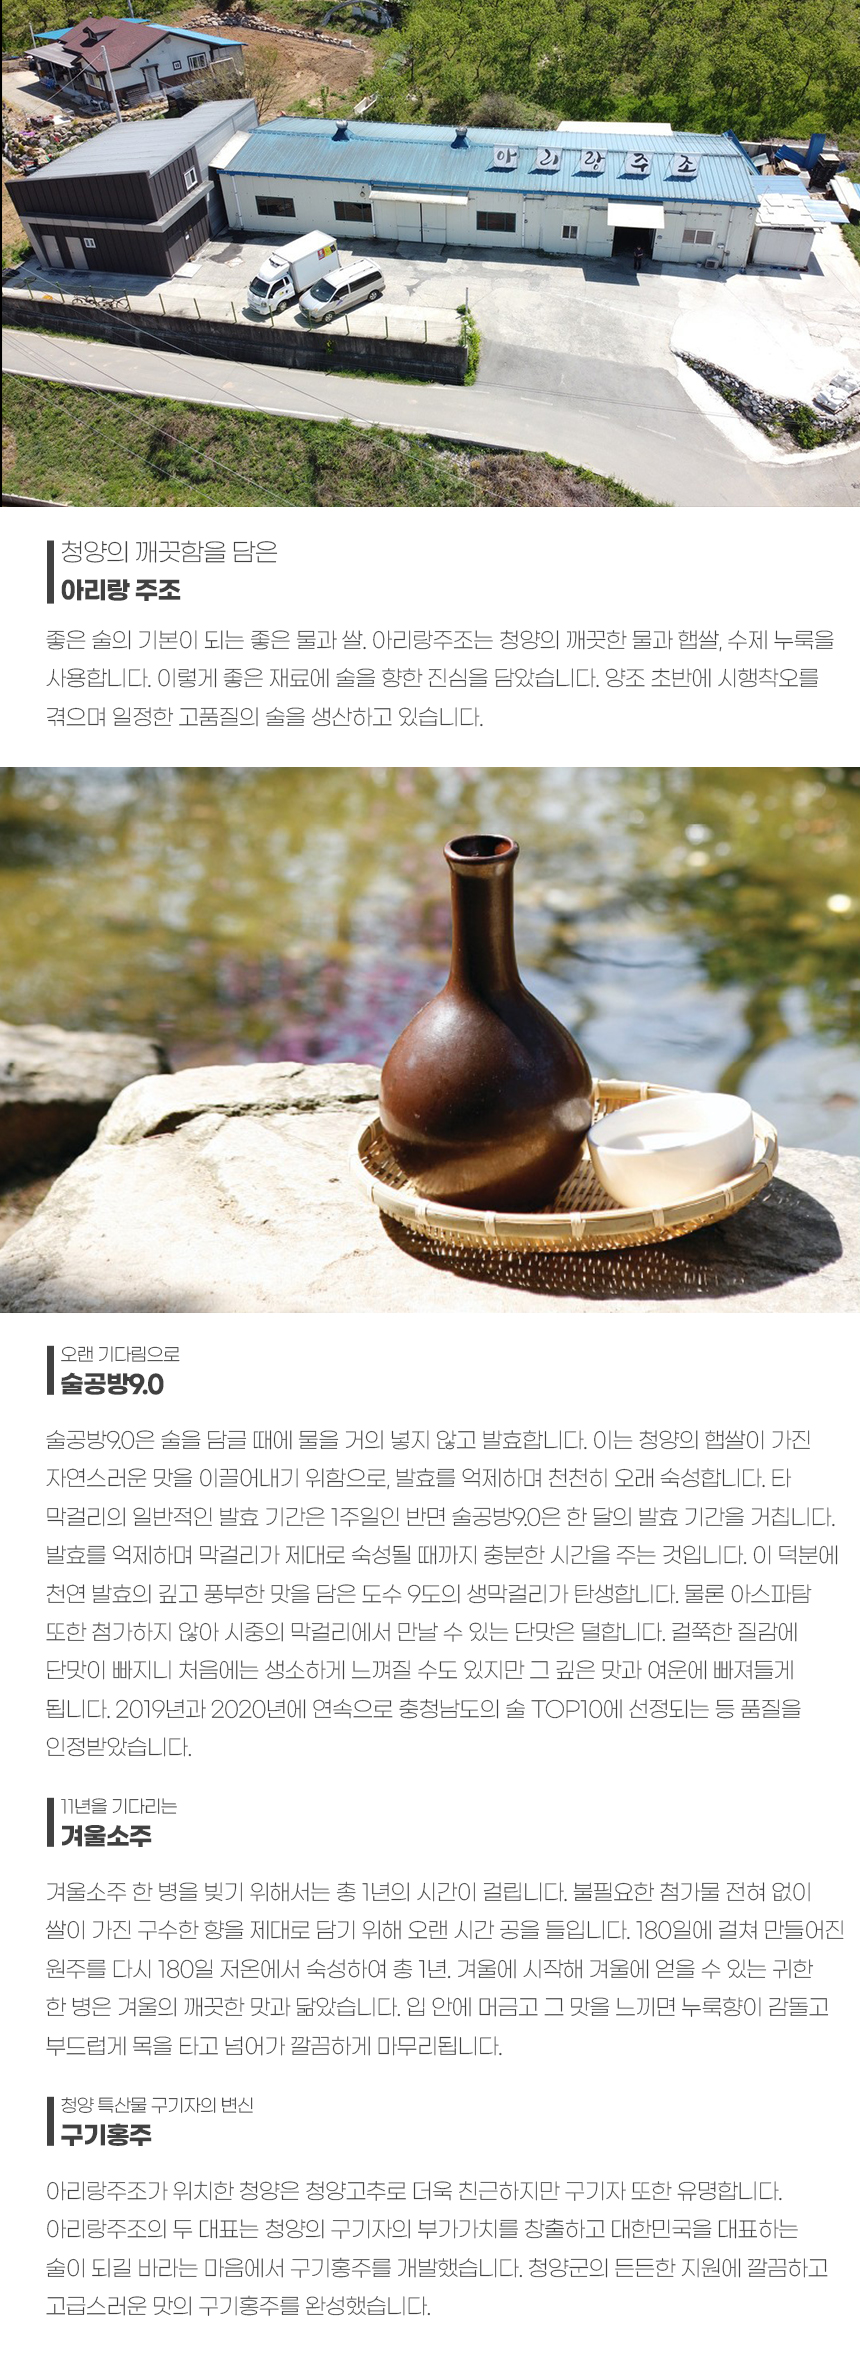 아리랑주조
청양의 깨끗함을 담은
아리랑 주조
좋은 술의 기본이 되는 좋은 물과 쌀. 아리랑주조는 청양의 깨끗한 물과 햅쌀, 수제 누룩을
사용합니다. 이렇게 좋은 재료에 술을 향한 진심을 담았습니다. 양조 초반에 시행착오를
겪으며 일정한 고품질의 술을 생산하고 있습니다.
오랜 기다림으로
술공방9.0
술공방9.0은 술을 담글 때에 물을 거의 넣지 않고 발효합니다. 이는 청양의 햅쌀이 가진
자연스러운 맛을 이끌어내기 위함으로, 발효를 억제하며 천천히 오래 숙성합니다. 타
막걸리의 일반적인 발효 기간은 1주일인 반면 술공방9.0은 한 달의 발효 기간을 거칩니다.
발효를 억제하며 막걸리가 제대로 숙성될 때까지 충분한 시간을 주는 것입니다. 이 덕분에
천연 발효의 깊고 풍부한 맛을 담은 도수 9도의 생막걸리가 탄생합니다. 물론 아스파탐
또한 첨가하지 않아 시중의 막걸리에서 만날 수 있는 단맛은 덜합니다. 걸쭉한 질감에
단맛이 빠지니 처음에는 생소하게 느껴질 수도 있지만 그 깊은 맛과 여운에 빠져들게
됩니다. 2019년과 2020년에 연속으로 충청남도의 술 TOP10에 선정되는 등 품질을
인정받았습니다.
11년을 기다리는
겨울소주
겨울소주 한 병을 빚기 위해서는 총 1년의 시간이 걸립니다. 불필요한 첨가물 전혀 없이
쌀이 가진 구수한 향을 제대로 담기 위해 오랜 시간 공을 들입니다. 180일에 걸쳐 만들어진
원주를 다시 180일 저온에서 숙성하여 총 1년. 겨울에 시작해 겨울에 얻을 수 있는 귀한
한 병은 겨울의 깨끗한 맛과 닮았습니다. 입 안에 머금고 그 맛을 느끼면 누룩향이 감돌고
부드럽게 목을 타고 넘어가 깔끔하게 마무리됩니다.
청양 특산물 구기자의 변신
구기홍주
아리랑주조가 위치한 청양은 청양고추로 더욱 친근하지만 구기자 또한 유명합니다.
아리랑주조의 두 대표는 청양의 구기자의 부가가치를 창출하고 대한민국을 대표하는
술이 되길 바라는 마음에서 구기홍주를 개발했습니다. 청양군의 든든한 지원에 깔끔하고
고급스러운 맛의 구기홍주를 완성했습니다.